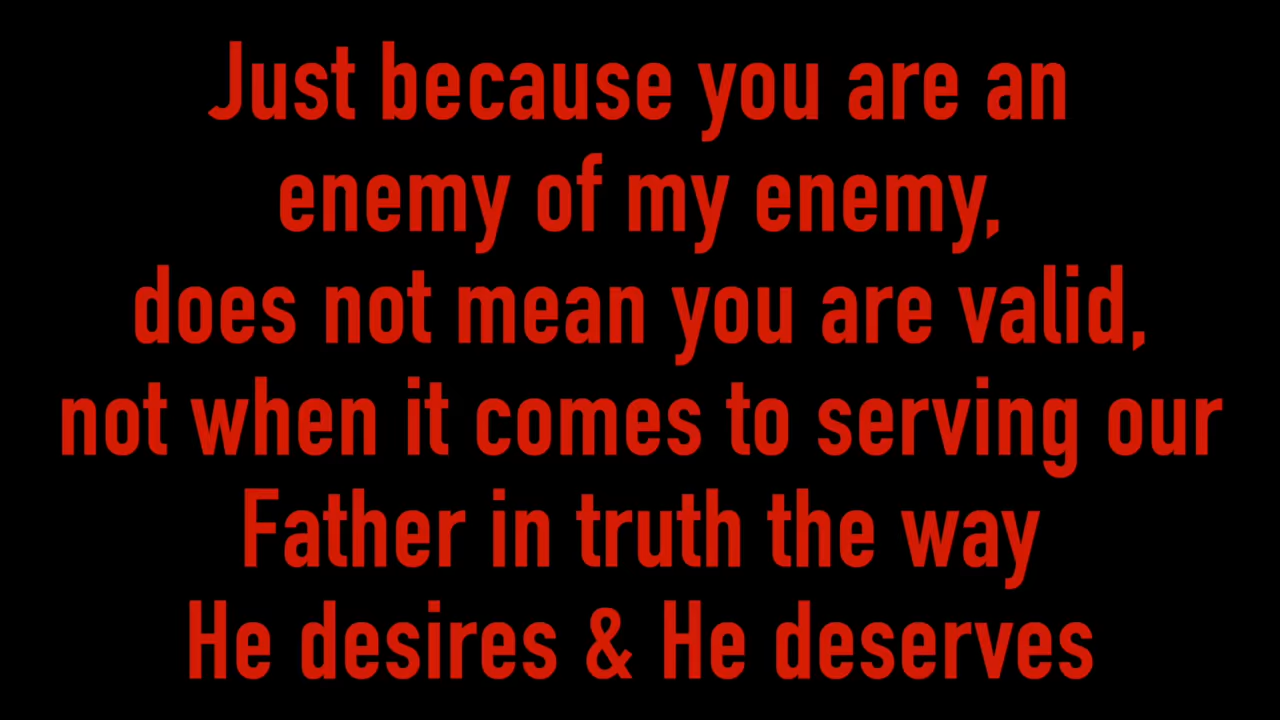 Just because you are an
enemy of my enemy,
does not mean you are valid,
not when it comes to serving our
Father in truth the way
He desires & He deserves